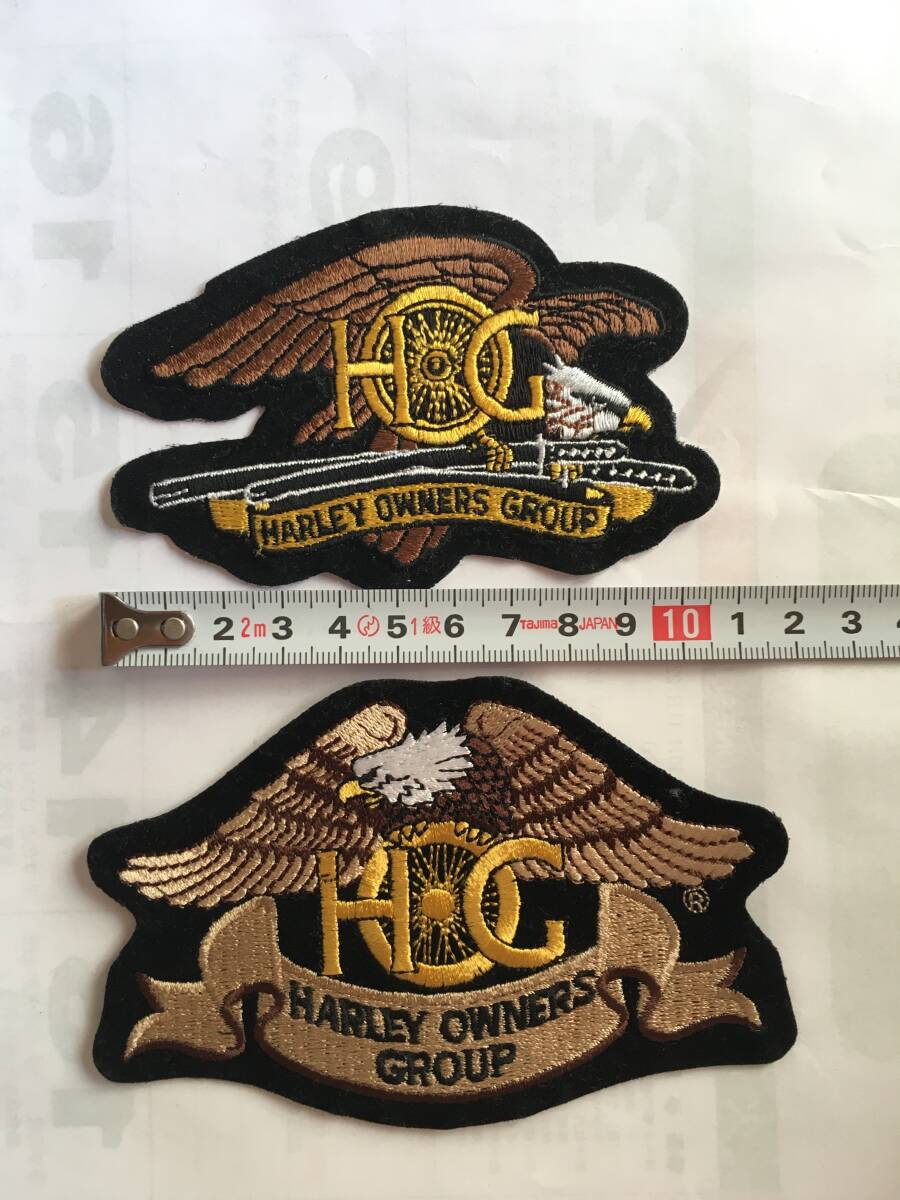 HOG
HARLEY OWNERS GROUP
2 2m 3 4 5 1級 6 7 TAJIMA 8 JAPAN 9 10 1 2 3
HOG
®
HARLEY OWNERS
GROUP